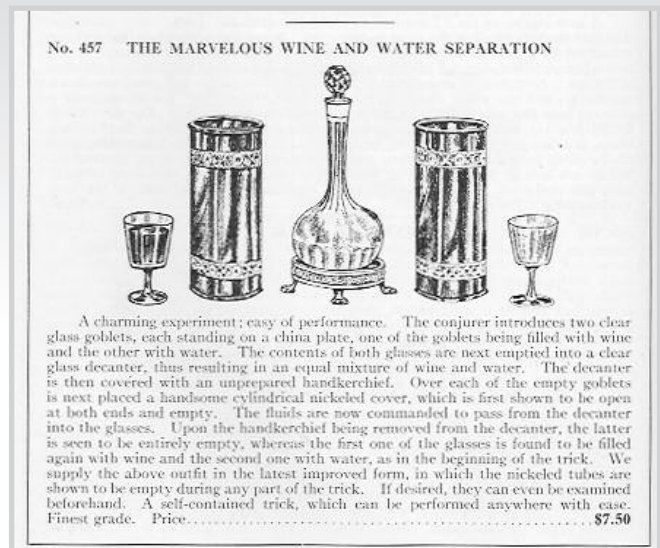 No. 457 THE MARVELOUS WINE AND WATER SEPARATION
A charming experiment; easy of performance. The conjurer introduces two clear
glass goblets, each standing on a china plate, one of the goblets being filled with wine
and the other with water. The contents of both glasses are next emptied into a clear
glass decanter, thus resulting in an equal mixture of wine and water. The decanter
is then covered with an unprepared handkerchief. Over each of the empty goblets
is next placed a handsome cylindrical nickeled cover, which is first shown to be open
at both ends and empty. The fluids are now commanded to pass from the decanter
into the glasses. Upon the handkerchief being removed from the decanter, the latter
is seen to be entirely empty, whereas the first one of the glasses is found to be filled
again with wine and the second one with water, as in the beginning of the trick. We
supply the above outfit in the latest improved form, in which the nickeled tubes are
shown to be empty during any part of the trick. If desired, they can even be examined
beforehand. A self-contained trick, which can be performed anywhere with ease.
Finest grade. Price........................................................$7.50